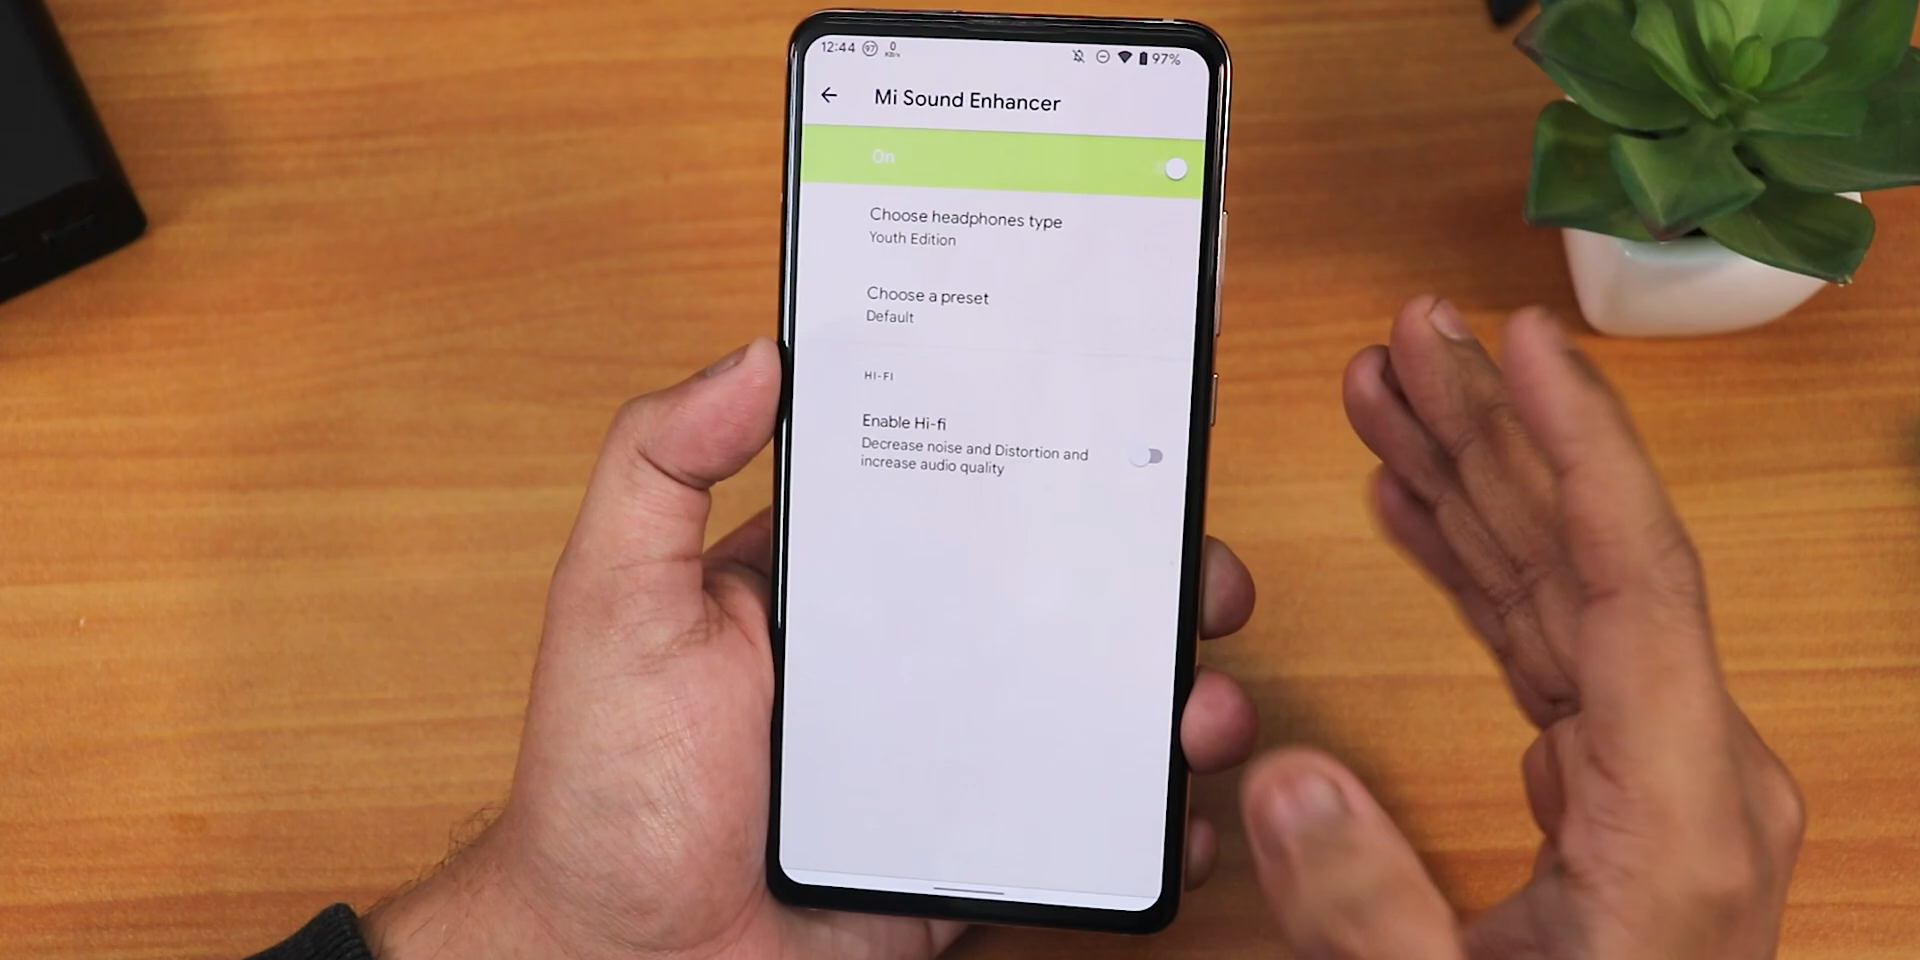 12:44 97 0 KB/s 97%
Mi Sound Enhancer
On
Choose headphones type
Youth Edition
Choose a preset
Default
HI-FI
Enable Hi-fi
Decrease noise and Distortion and
increase audio quality